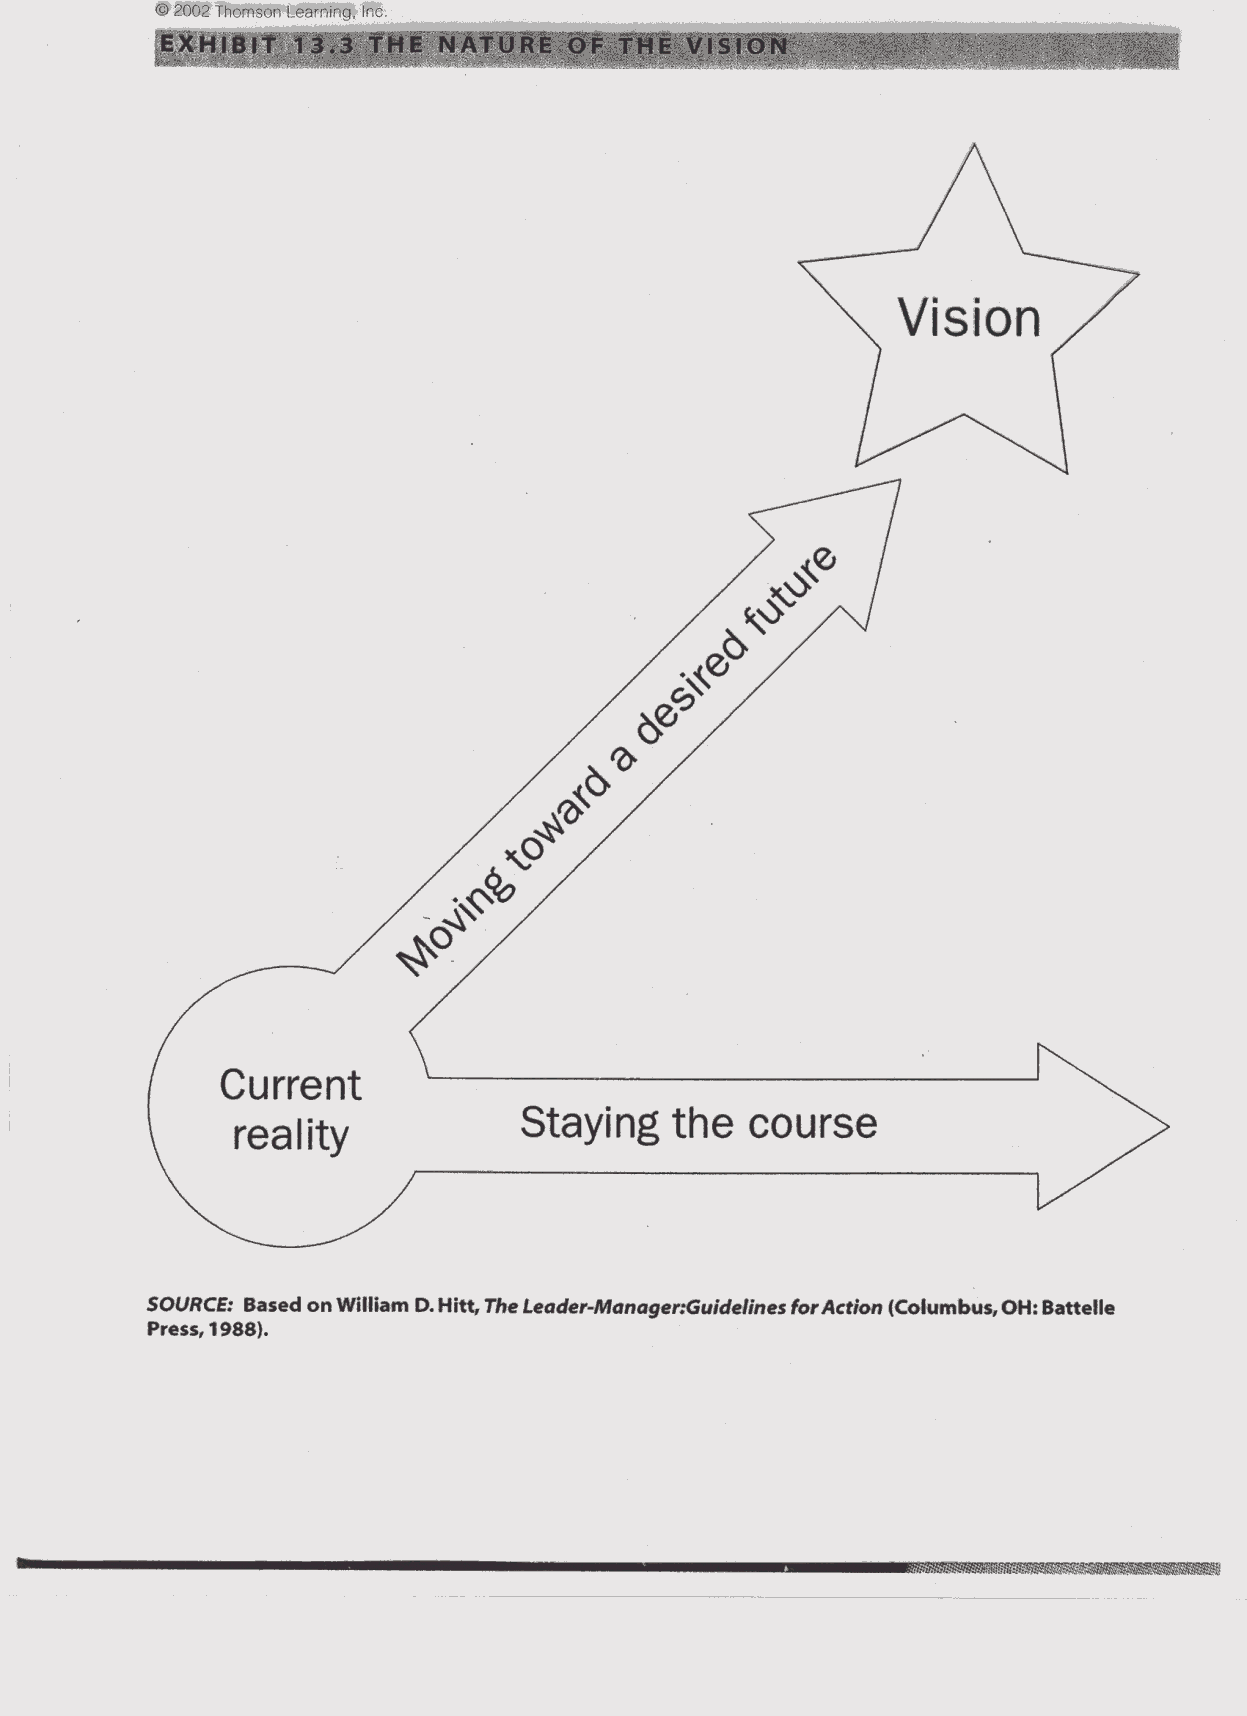 © 2002 Thomson Learning, Inc.
EXHIBIT 13.3 THE NATURE OF THE VISION
Vision
Moving toward a desired future
Current
reality
Staying the course
SOURCE: Based on William D. Hitt, The Leader-Manager:Guidelines for Action (Columbus, OH: Battelle
Press, 1988).